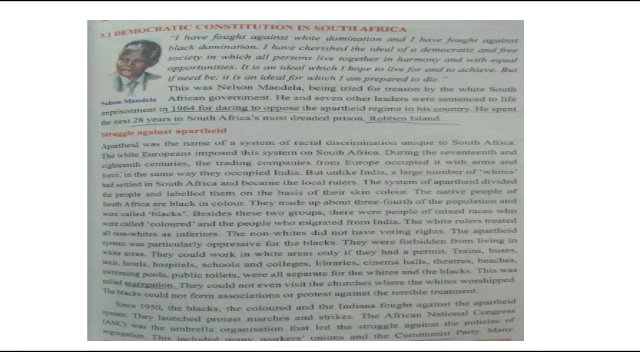 3.1 DEMOCRATIC CONSTITUTION IN SOUTH AFRICA
"I have fought against white domination and I have fought against
black domination. I have cherished the ideal of a democratic and free
society in which all persons live together in harmony and with equal
opportunities. It is an ideal which I hope to live for and to achieve. But
if need be, it is an ideal for which I am prepared to die."
This was Nelson Mandela, being tried for treason by the white South
Nelson Mandela
African government. He and seven other leaders were sentenced to life
imprisonment in 1964 for daring to oppose the apartheid regime in his country. He spent
the next 28 years in South Africa's most dreaded prison, Robben Island.
Struggle against apartheid
Apartheid was the name of a system of racial discrimination unique to South Africa.
The white Europeans imposed this system on South Africa. During the seventeenth and
eighteenth centuries, the trading companies from Europe occupied it with arms and
force, in the same way they occupied India. But unlike India, a large number of 'whites'
had settled in South Africa and became the local rulers. The system of apartheid divided
the people and labelled them on the basis of their skin colour. The native people of
South Africa are black in colour. They made up about three-fourth of the population and
were called 'blacks'. Besides these two groups, there were people of mixed races who
were called 'coloured' and the people who migrated from India. The white rulers treated
all non-whites as inferiors. The non-whites did not have voting rights. The apartheid
system was particularly oppressive for the blacks. They were forbidden from living in
white areas. They could work in white areas only if they had a permit. Trains, buses,
taxis, hotels, hospitals, schools and colleges, libraries, cinema halls, theatres, beaches,
swimming pools, public toilets, were all separate for the whites and the blacks. This was
called segregation. They could not even visit the churches where the whites worshipped.
The blacks could not form associations or protest against the terrible treatment.
Since 1950, the blacks, the coloured and the Indians fought against the apartheid
system. They launched protest marches and strikes. The African National Congress
(ANC) was the umbrella organisation that led the struggle against the policies of
segregation. This included many workers' unions and the Communist Party. Many